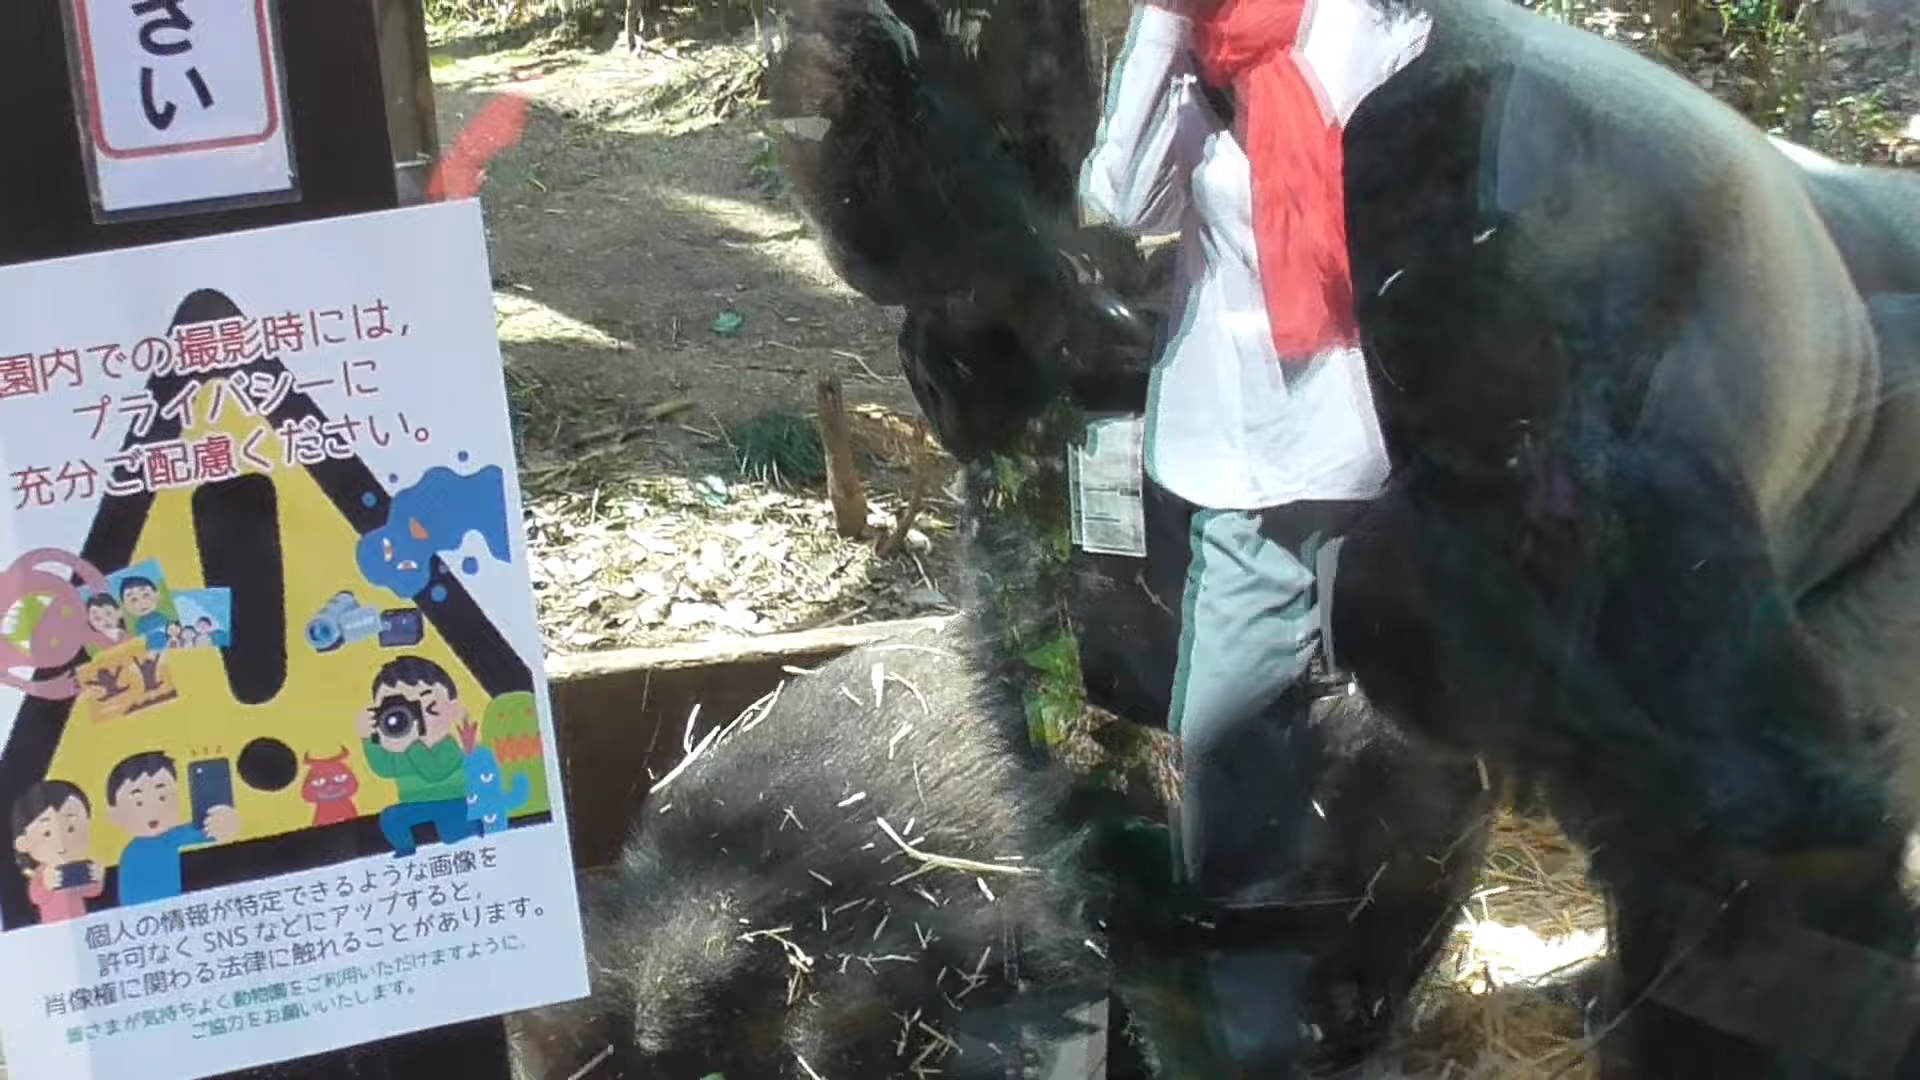 さい
園内での撮影時には,
プライバシーに
充分ご配慮ください。
個人の情報が特定できるような画像を
許可なく SNS などにアップすると,
肖像権に関わる法律に触れることがあります。
皆さまが気持ちよく動物園をご利用いただけますように,
ご協力をお願いいたします。